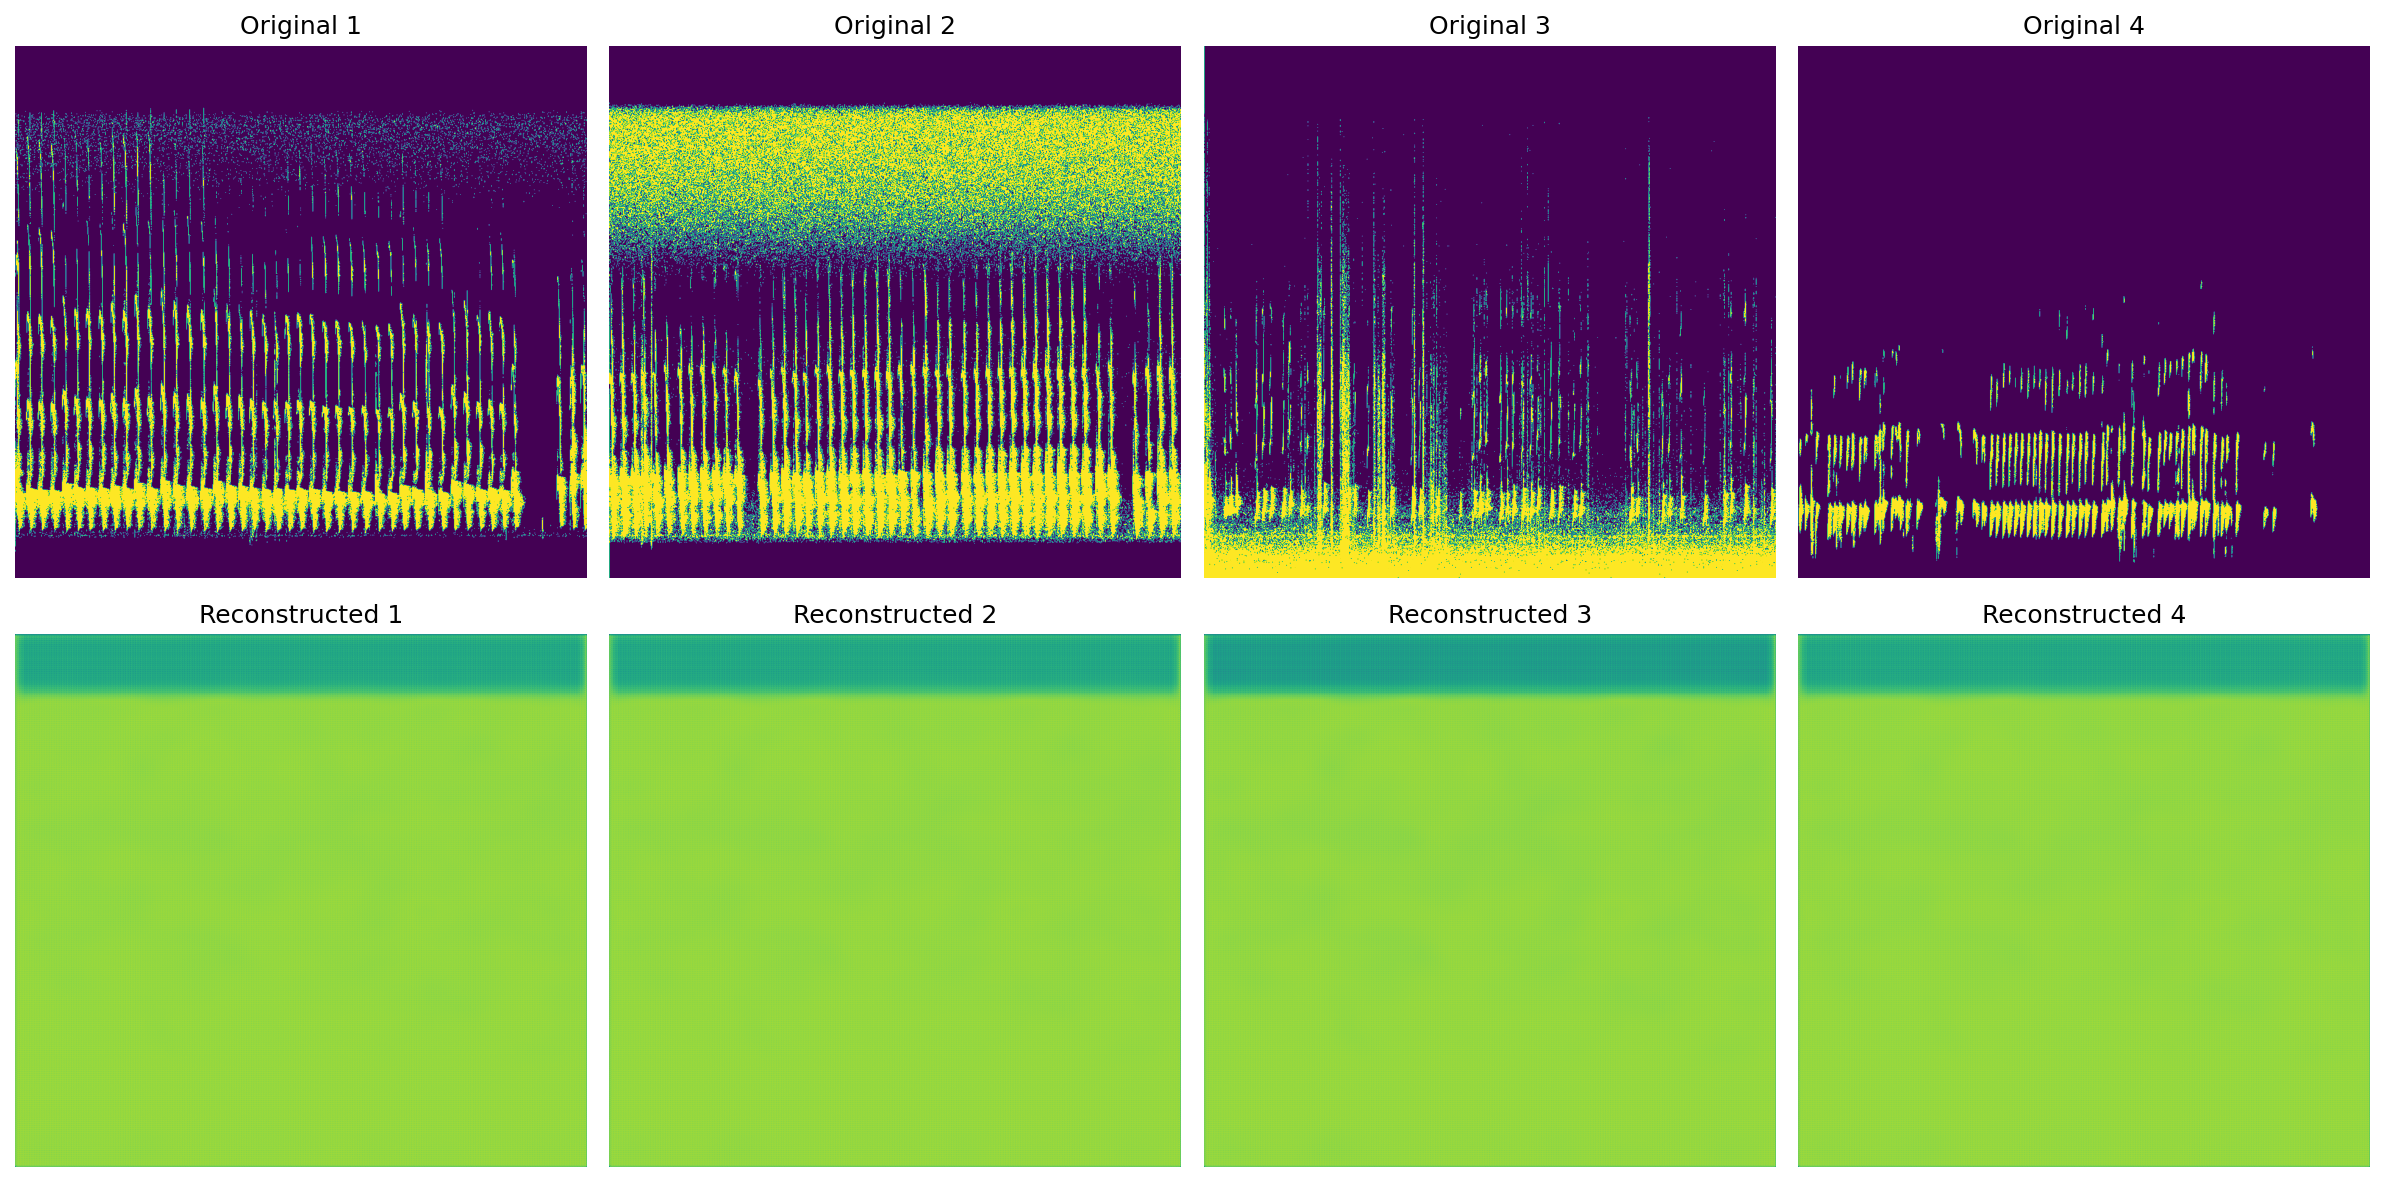 Original 1
Original 2
Original 3
Original 4
Reconstructed 1
Reconstructed 2
Reconstructed 3
Reconstructed 4